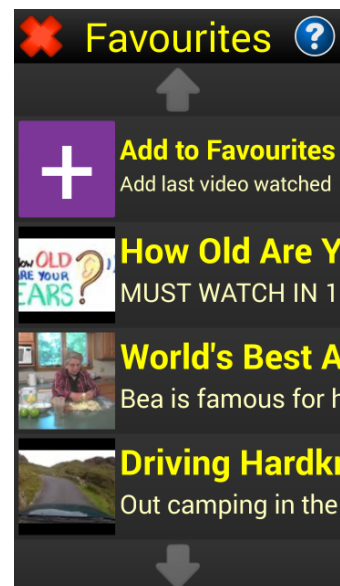 Favourites ?
Add to Favourites
Add last video watched
HOW OLD
ARE YOUR
EARS?
How Old Are Y
MUST WATCH IN 1
World's Best A
Bea is famous for h
Driving Hardkn
Out camping in the